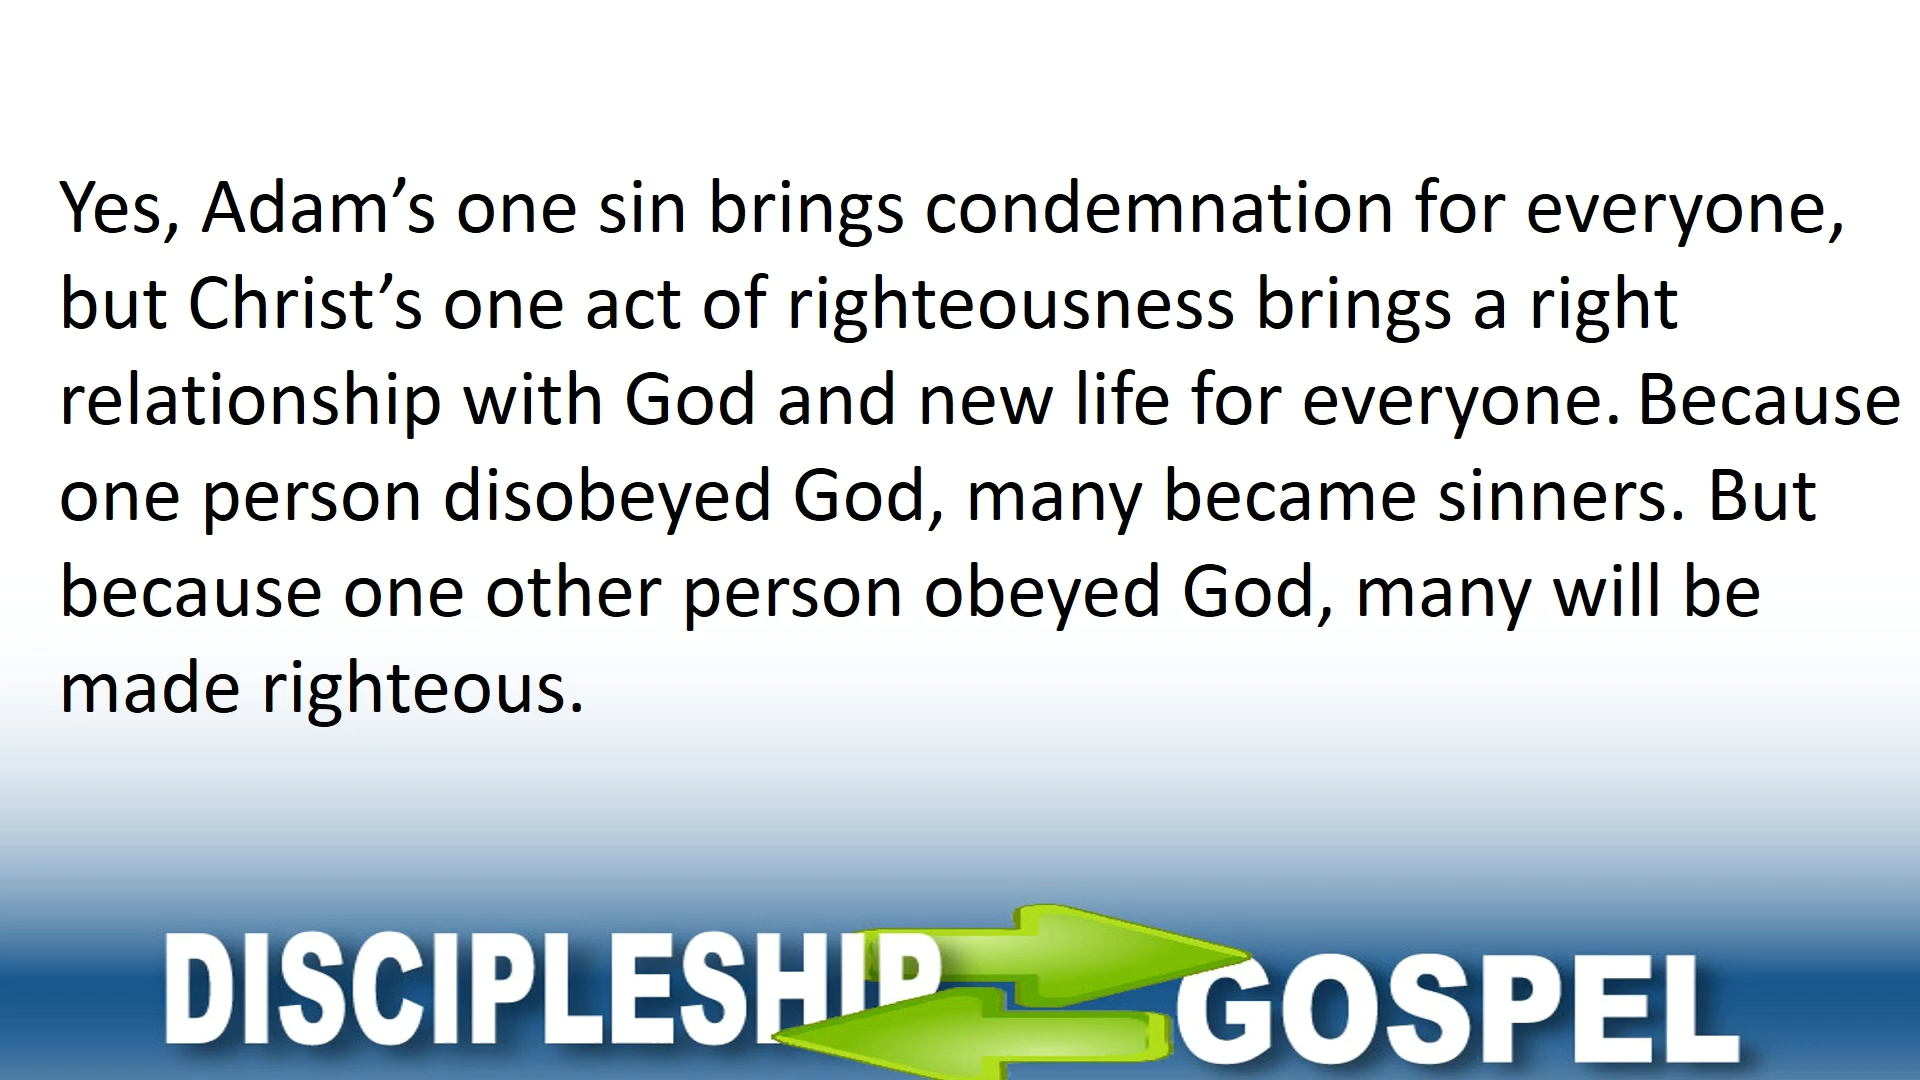 Yes, Adam’s one sin brings condemnation for everyone,
but Christ’s one act of righteousness brings a right
relationship with God and new life for everyone. Because
one person disobeyed God, many became sinners. But
because one other person obeyed God, many will be
made righteous.
DISCIPLESHIP
GOSPEL